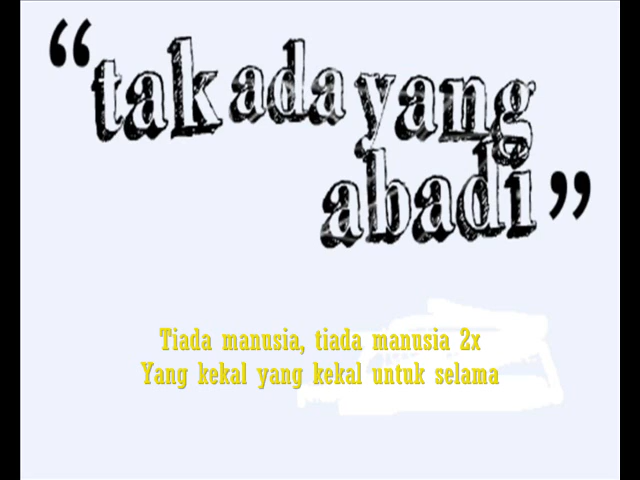 “tak ada yang
abadi”
Tiada manusia, tiada manusia 2x
Yang kekal yang kekal untuk selama